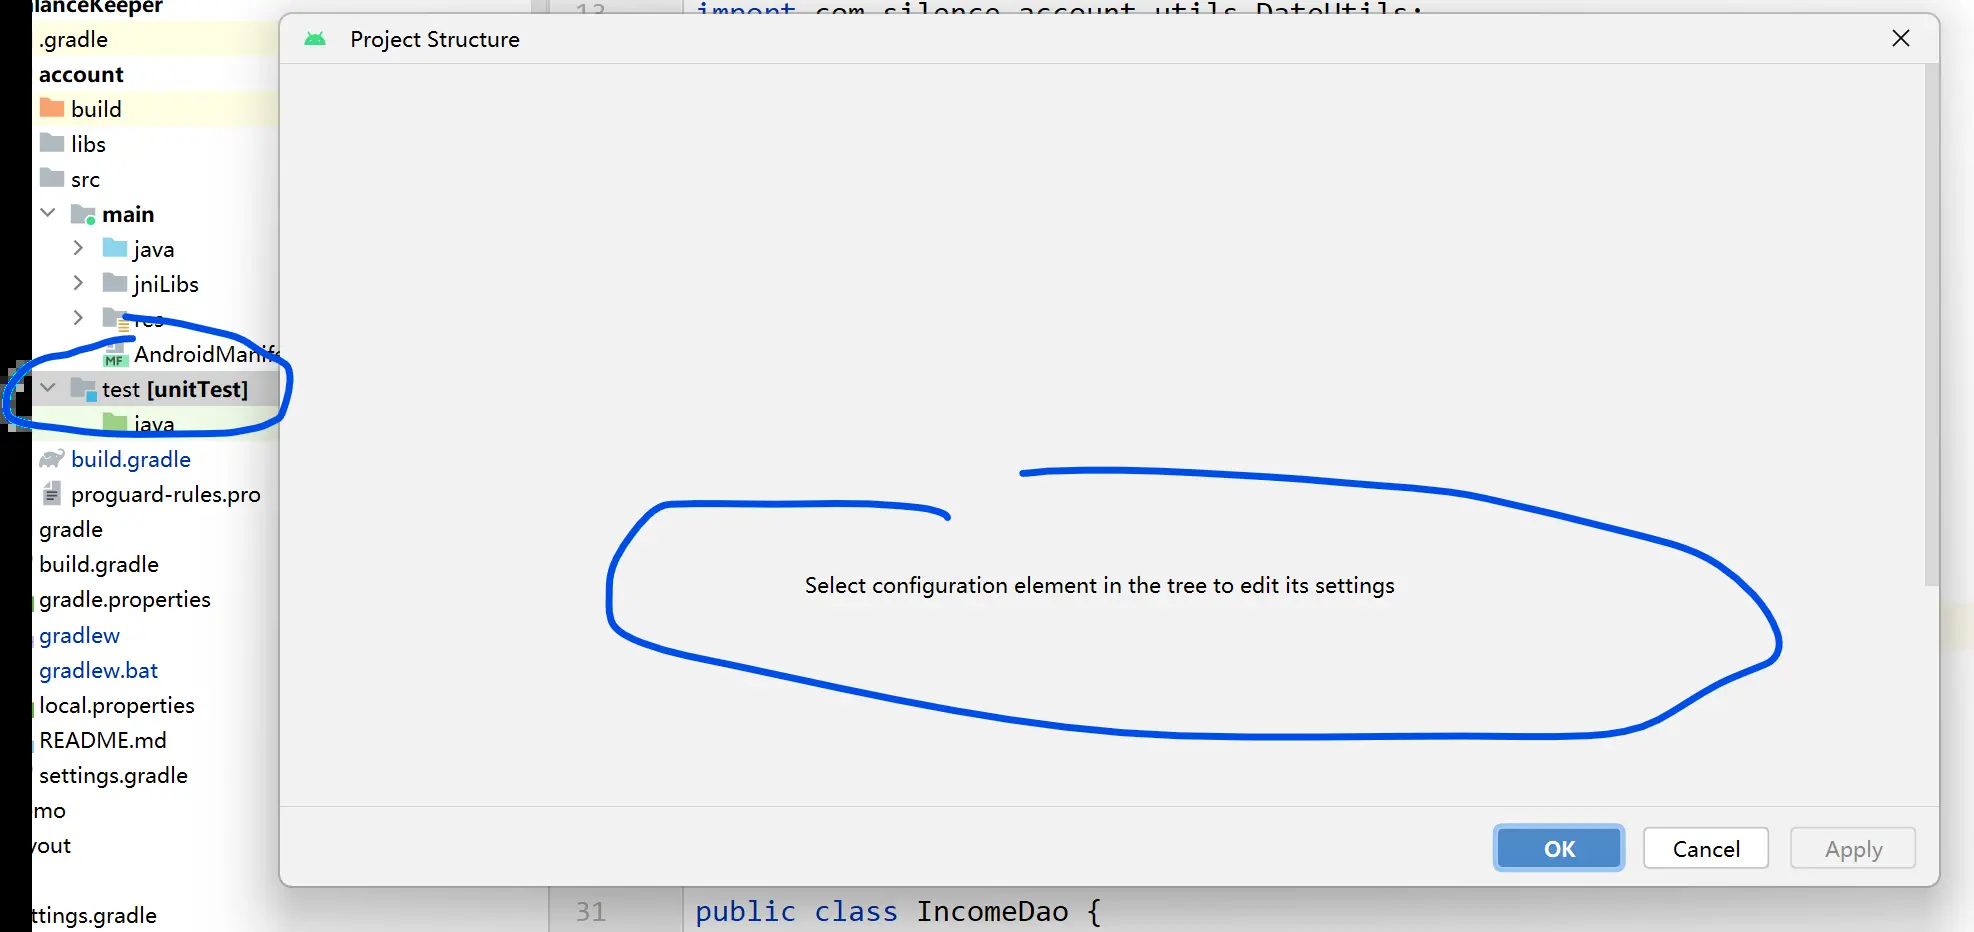 lanceKeeper
.gradle
account
build
libs
src
main
java
jniLibs
res
MF AndroidManife
test [unitTest]
java
build.gradle
proguard-rules.pro
gradle
build.gradle
gradle.properties
gradlew
gradlew.bat
local.properties
README.md
settings.gradle
emo
yout
ttings.gradle
13 import com.silence.account.utils.DateUtils;
Project Structure
Select configuration element in the tree to edit its settings
OK Cancel Apply
31 public class IncomeDao {